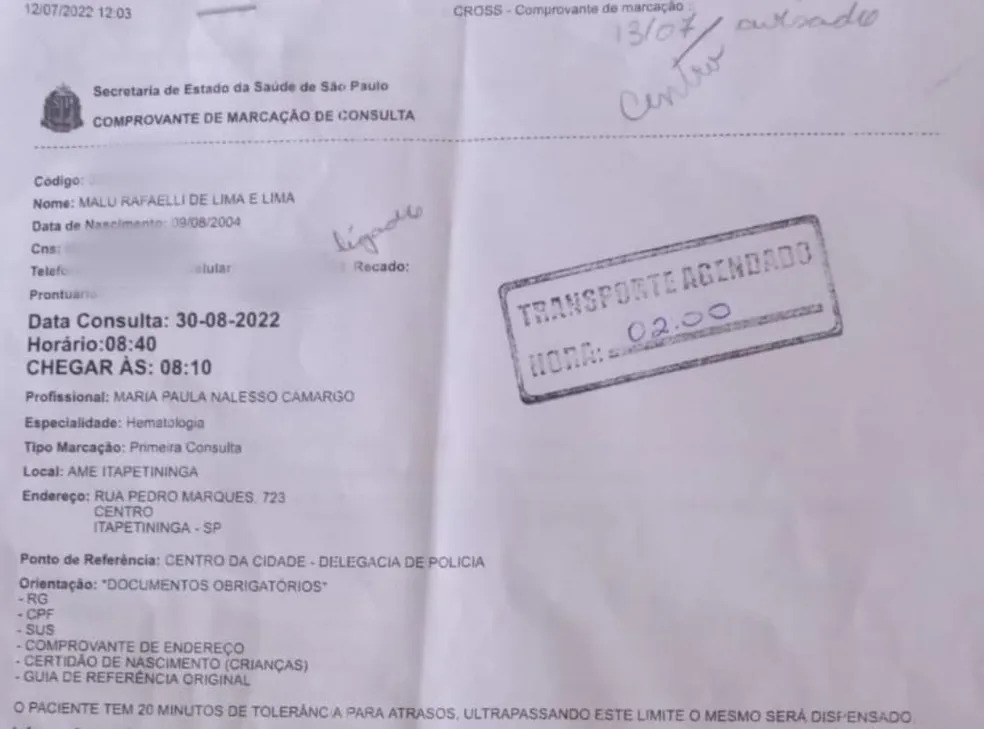 12/07/2022 12:03
CROSS - Comprovante de marcação
13/07/ avisado
Centro
Secretaria de Estado da Saúde de São Paulo
COMPROVANTE DE MARCAÇÃO DE CONSULTA
Código:
Nome: MALU RAFAELLI DE LIMA E LIMA
Data de Nascimento: 09/08/2004
ligado
Cns:
Telefo elular Recado:
Prontuário
Data Consulta: 30-08-2022
Horário:08:40
CHEGAR ÀS: 08:10
TRANSPORTE AGENDADO
HORA: 02.00
Profissional: MARIA PAULA NALESSO CAMARGO
Especialidade: Hematologia
Tipo Marcação: Primeira Consulta
Local: AME ITAPETININGA
Endereço: RUA PEDRO MARQUES, 723
CENTRO
ITAPETININGA - SP
Ponto de Referência: CENTRO DA CIDADE - DELEGACIA DE POLICIA
Orientação: *DOCUMENTOS OBRIGATÓRIOS*
- RG
- CPF
- SUS
- COMPROVANTE DE ENDEREÇO
- CERTIDÃO DE NASCIMENTO (CRIANÇAS)
- GUIA DE REFERÊNCIA ORIGINAL
O PACIENTE TEM 20 MINUTOS DE TOLERÂNCIA PARA ATRASOS, ULTRAPASSANDO ESTE LIMITE O MESMO SERÁ DISPENSADO